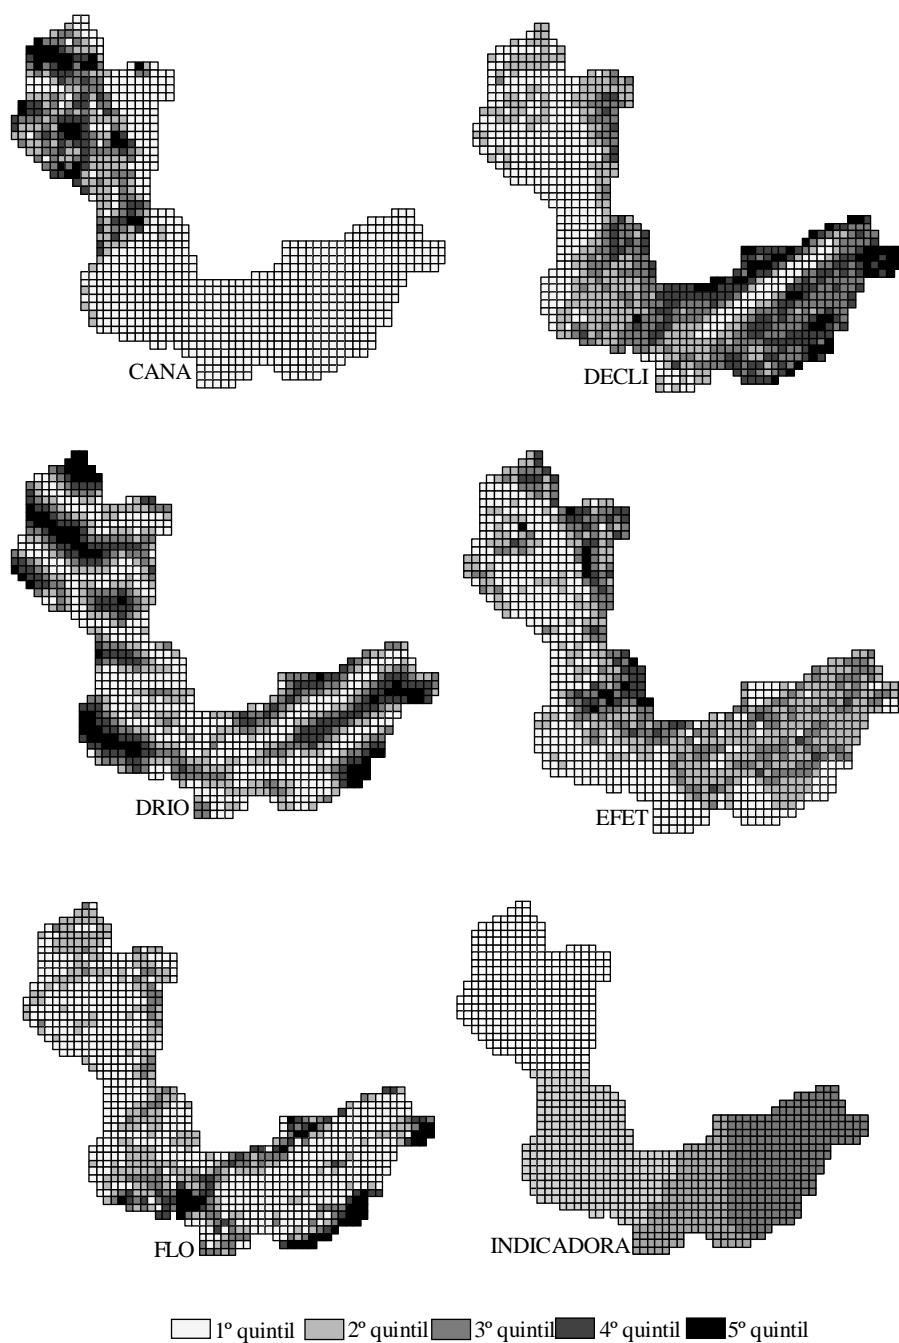 CANA
DECLI
DRIO
EFET
FLO
INDICADORA
1º quintil 2º quintil 3º quintil 4º quintil 5º quintil